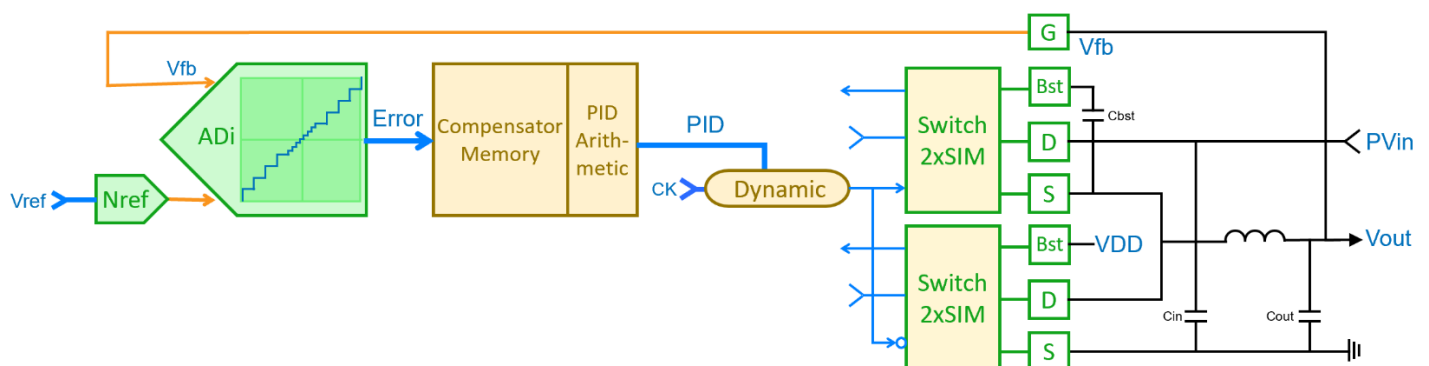 G
Vfb
Vfb
ADi
Error
Compensator
Memory
PID
Arith-
metic
PID
CK
Dynamic
Vref
Nref
Switch
2xSIM
Bst
Cbst
D
PVin
S
Switch
2xSIM
Bst
VDD
Vout
D
Cin
Cout
S